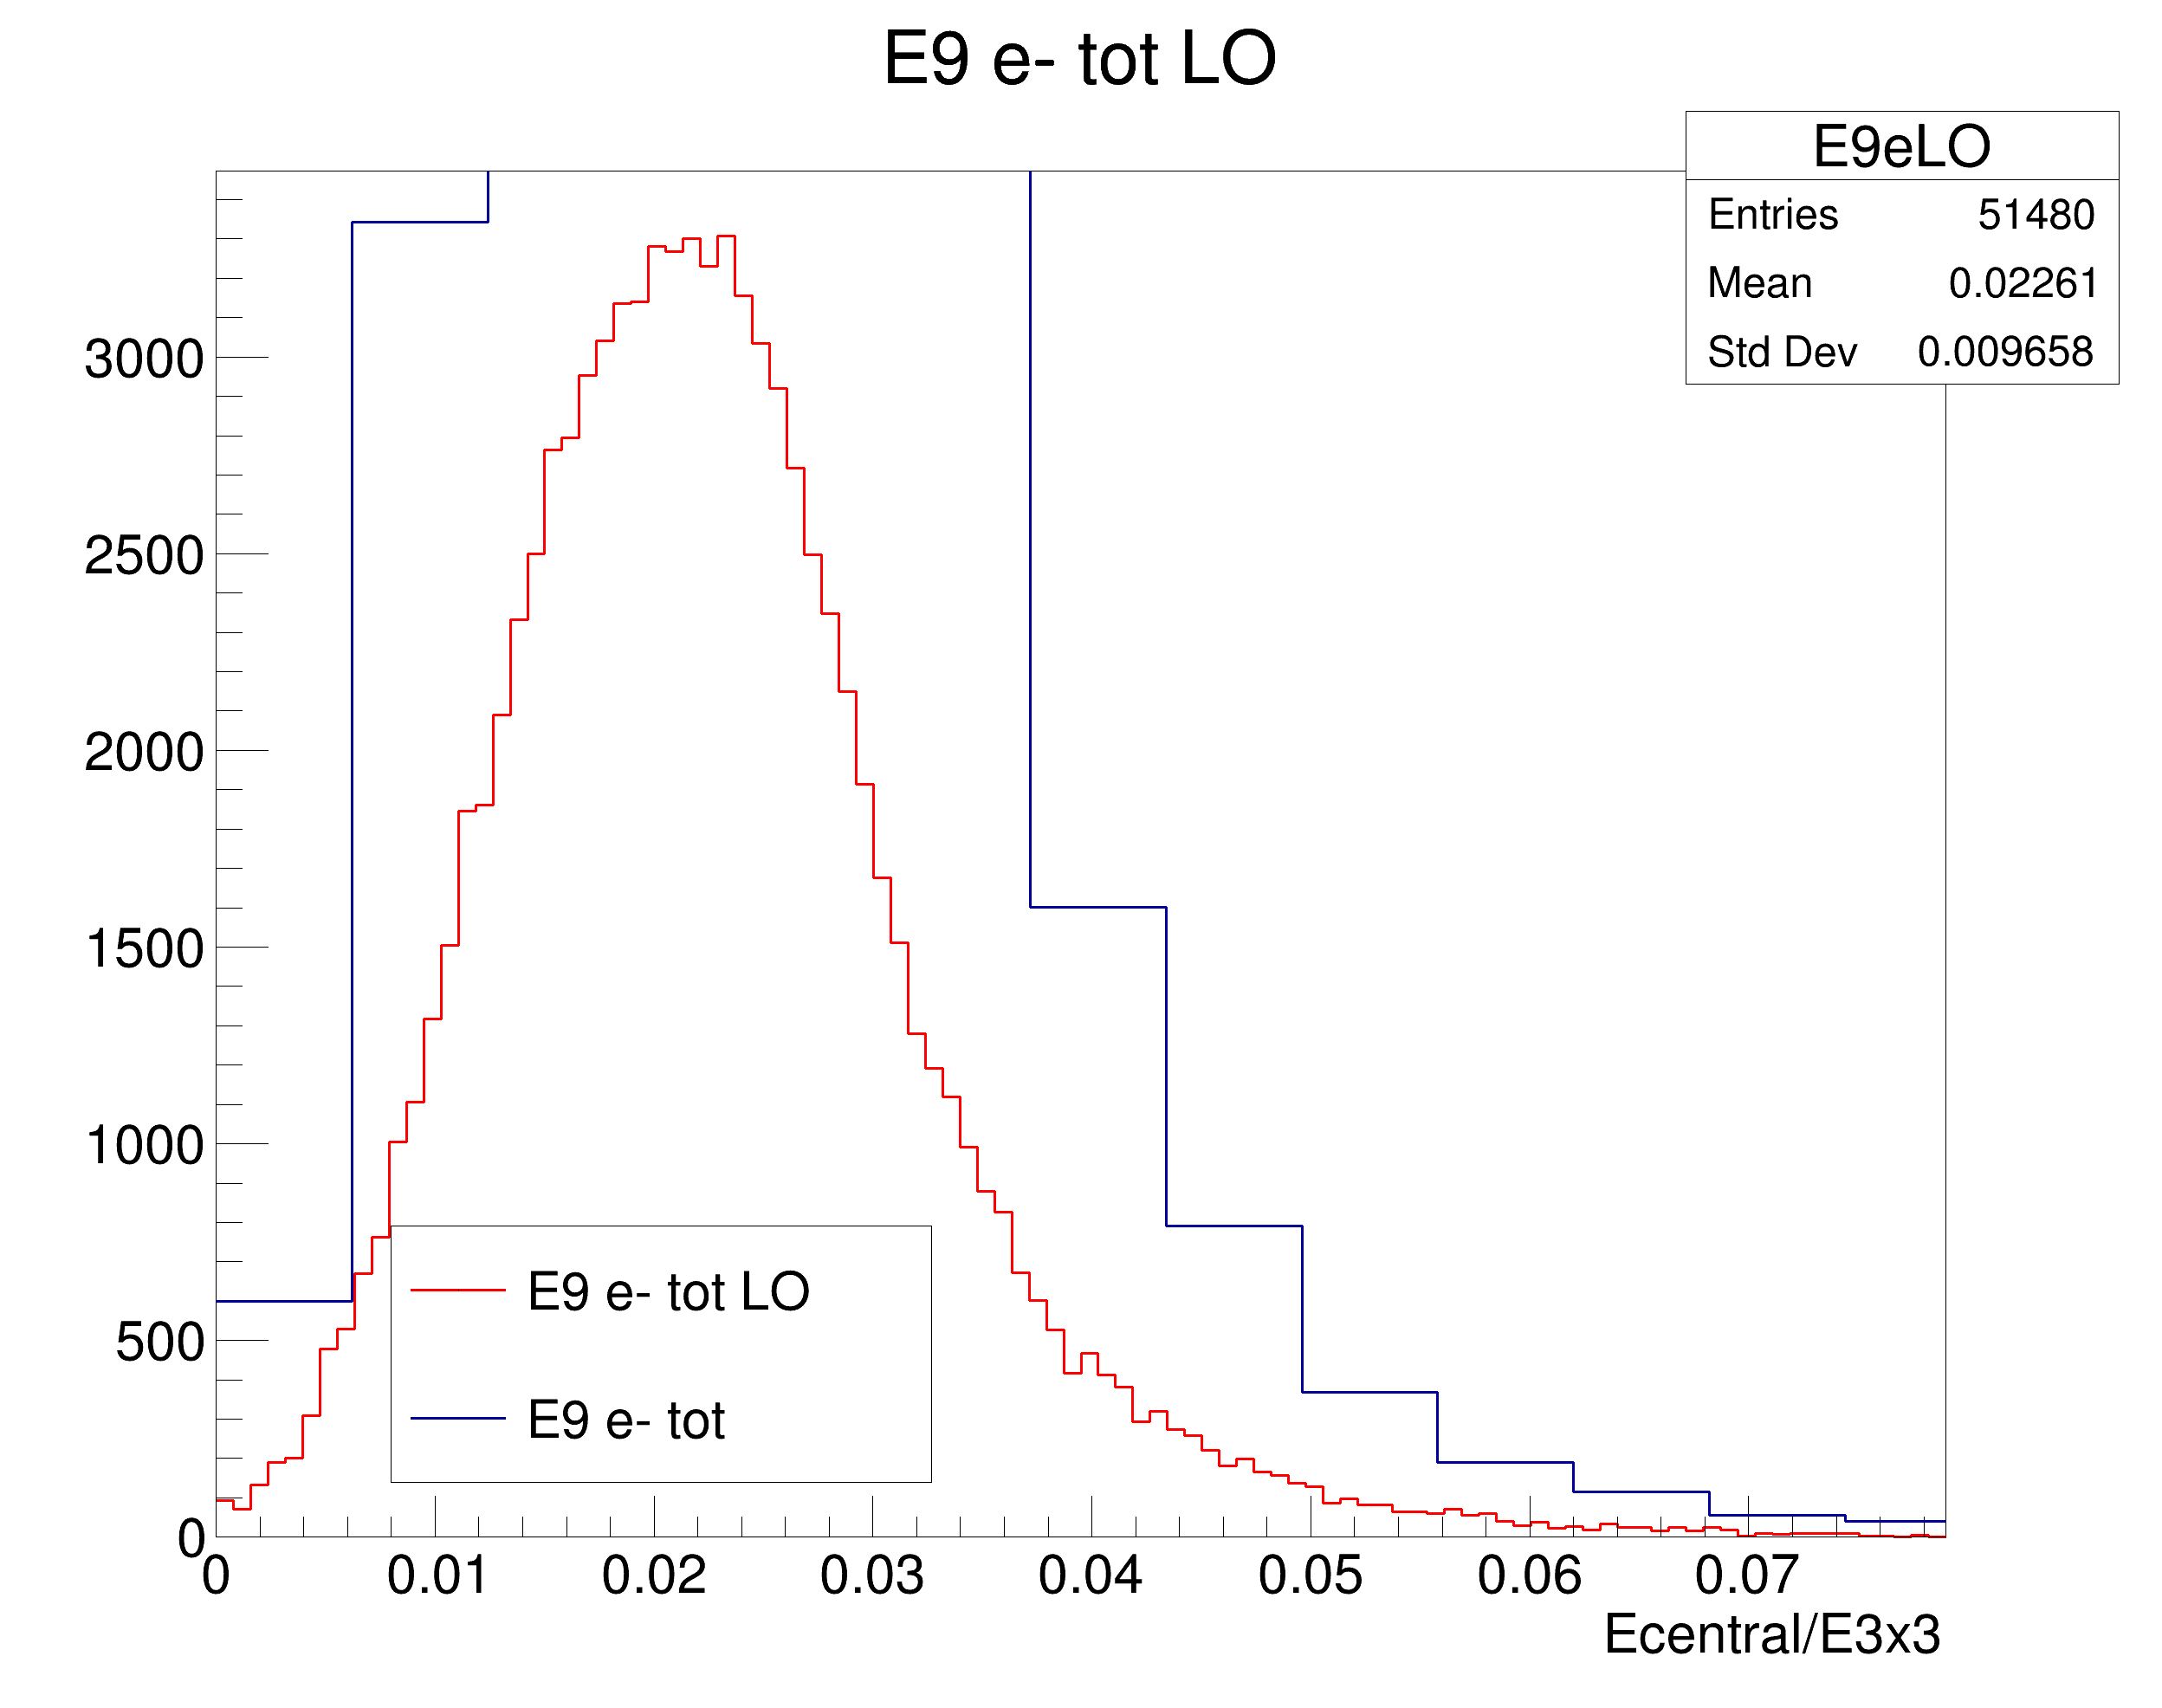 E9 e- tot LO
E9eLO
Entries 51480
Mean 0.02261
Std Dev 0.009658
3000
2500
2000
1500
1000
500
0
E9 e- tot LO
E9 e- tot
0 0.01 0.02 0.03 0.04 0.05 0.06 0.07
Ecentral/E3x3